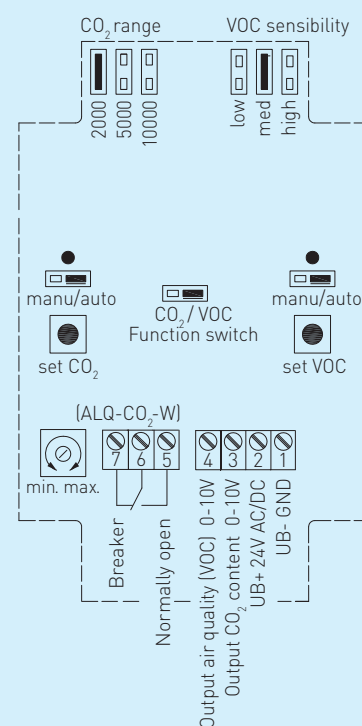 CO₂ range
VOC sensibility
2000
5000
10000
low
med
high
manu/auto
CO₂/ VOC
Function switch
manu/auto
set CO₂
set VOC
(ALQ-CO₂-W)
7 6 5
4 3 2 1
min. max.
Breaker
Normally open
Output air quality (VOC) 0-10V
Output CO₂ content 0-10V
UB+ 24V AC/DC
UB- GND